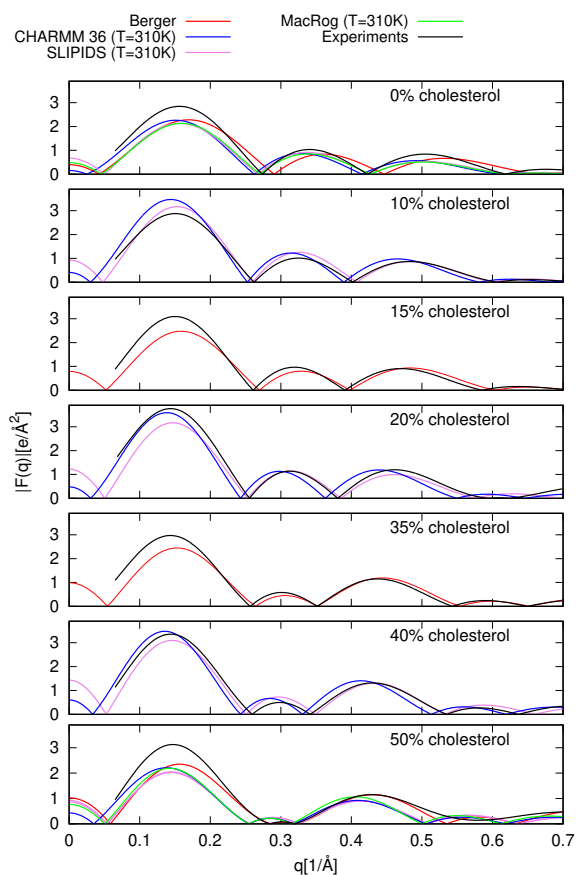 Berger
CHARMM 36 (T=310K)
SLIPIDS (T=310K)
MacRog (T=310K)
Experiments
|F(q)|[e/Å²]
0% cholesterol
3
2
1
0
10% cholesterol
3
2
1
0
15% cholesterol
3
2
1
0
20% cholesterol
4
3
2
1
0
35% cholesterol
3
2
1
0
40% cholesterol
3
2
1
0
50% cholesterol
4
3
2
1
0
0 0.1 0.2 0.3 0.4 0.5 0.6 0.7
q[1/Å]